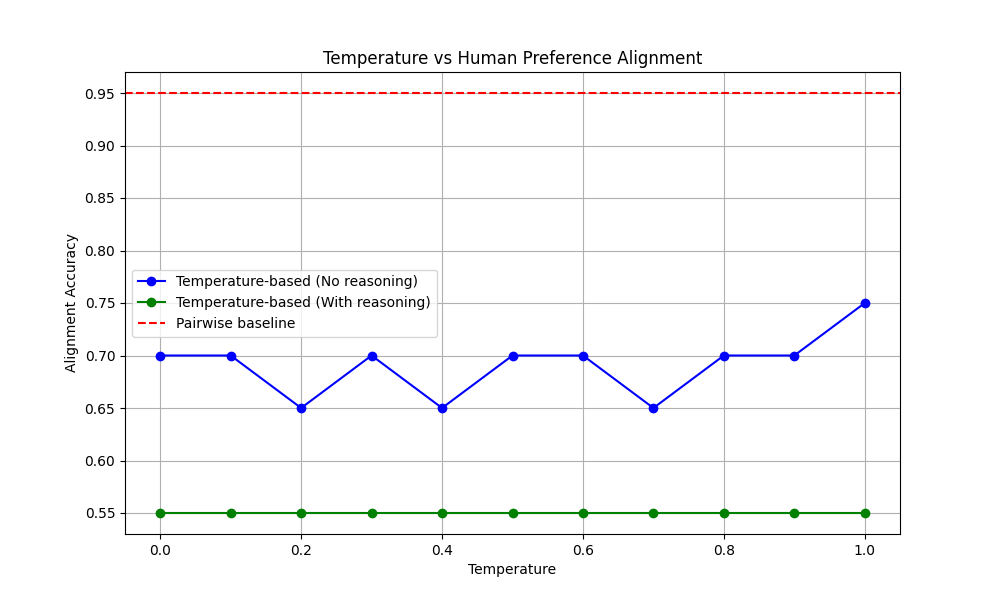 Temperature vs Human Preference Alignment
Alignment Accuracy
0.95
0.90
0.85
0.80
0.75
0.70
0.65
0.60
0.55
Temperature-based (No reasoning)
Temperature-based (With reasoning)
Pairwise baseline
0.0 0.2 0.4 0.6 0.8 1.0
Temperature